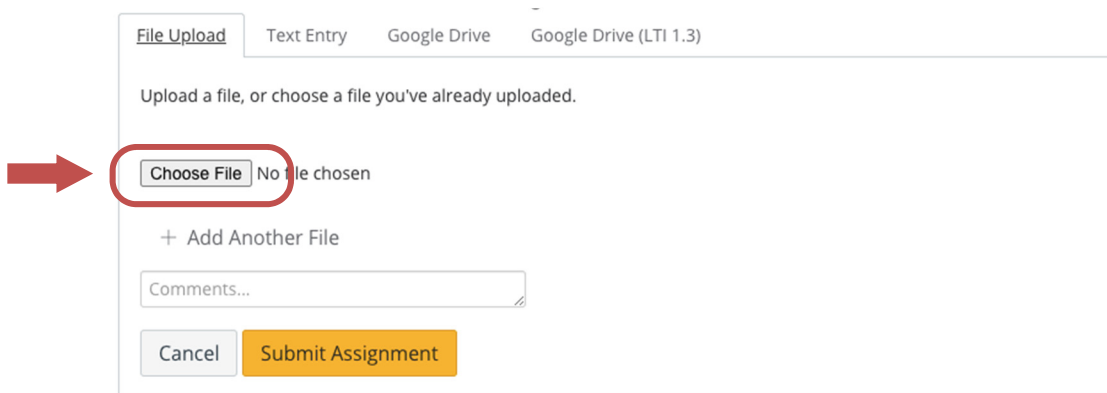 File Upload Text Entry Google Drive Google Drive (LTI 1.3)
Upload a file, or choose a file you've already uploaded.
Choose File No file chosen
+ Add Another File
Comments...
Cancel Submit Assignment